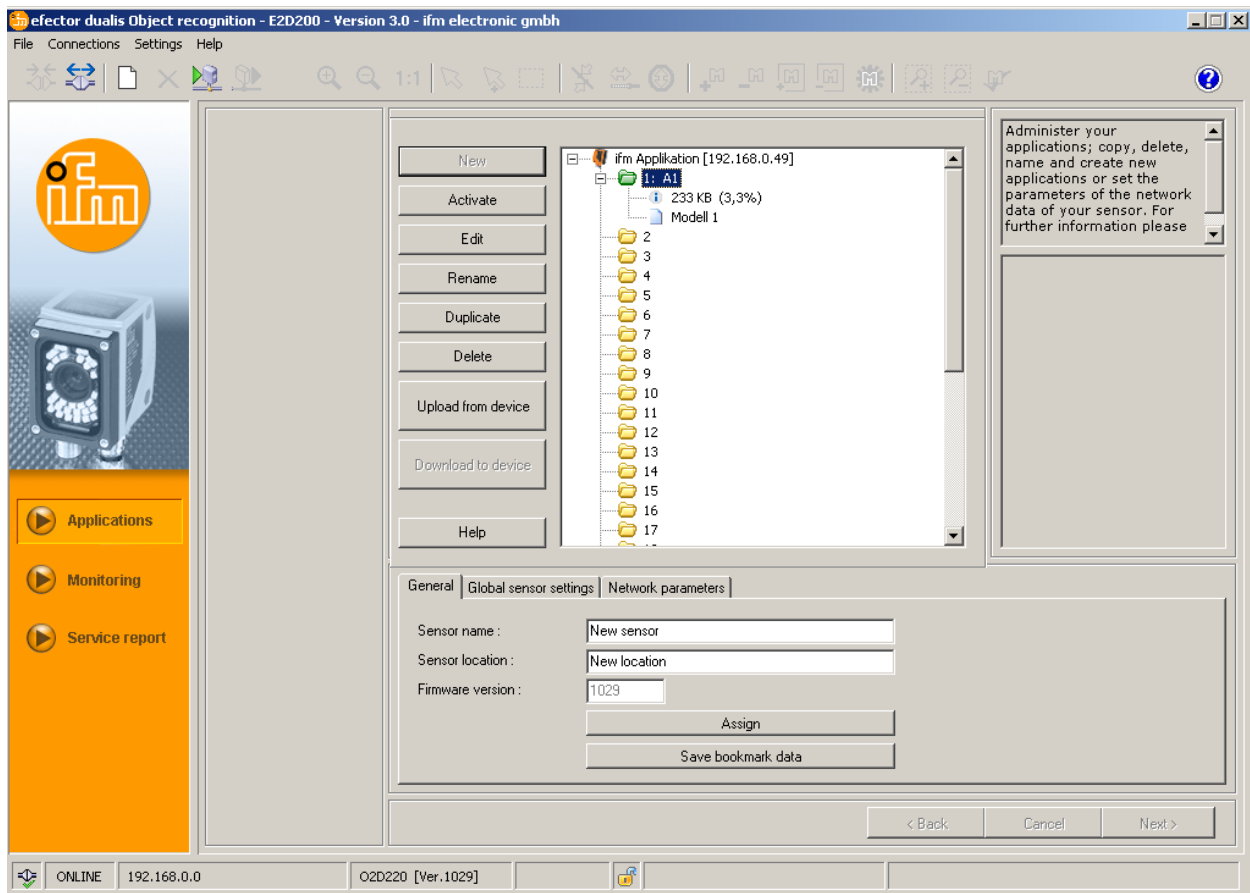 efector dualis Object recognition - E2D200 - Version 3.0 - ifm electronic gmbh
File Connections Settings Help
1:1
ifm
Applications
Monitoring
Service report
New
Activate
Edit
Rename
Duplicate
Delete
Upload from device
Download to device
Help
ifm Applikation [192.168.0.49]
1: A1
233 KB (3,3%)
Modell 1
2
3
4
5
6
7
8
9
10
11
12
13
14
15
16
17
Administer your
applications; copy, delete,
name and create new
applications or set the
parameters of the network
data of your sensor. For
further information please
General Global sensor settings Network parameters
Sensor name : New sensor
Sensor location : New location
Firmware version : 1029
Assign
Save bookmark data
< Back Cancel Next >
ONLINE 192.168.0.0 O2D220 [Ver.1029]